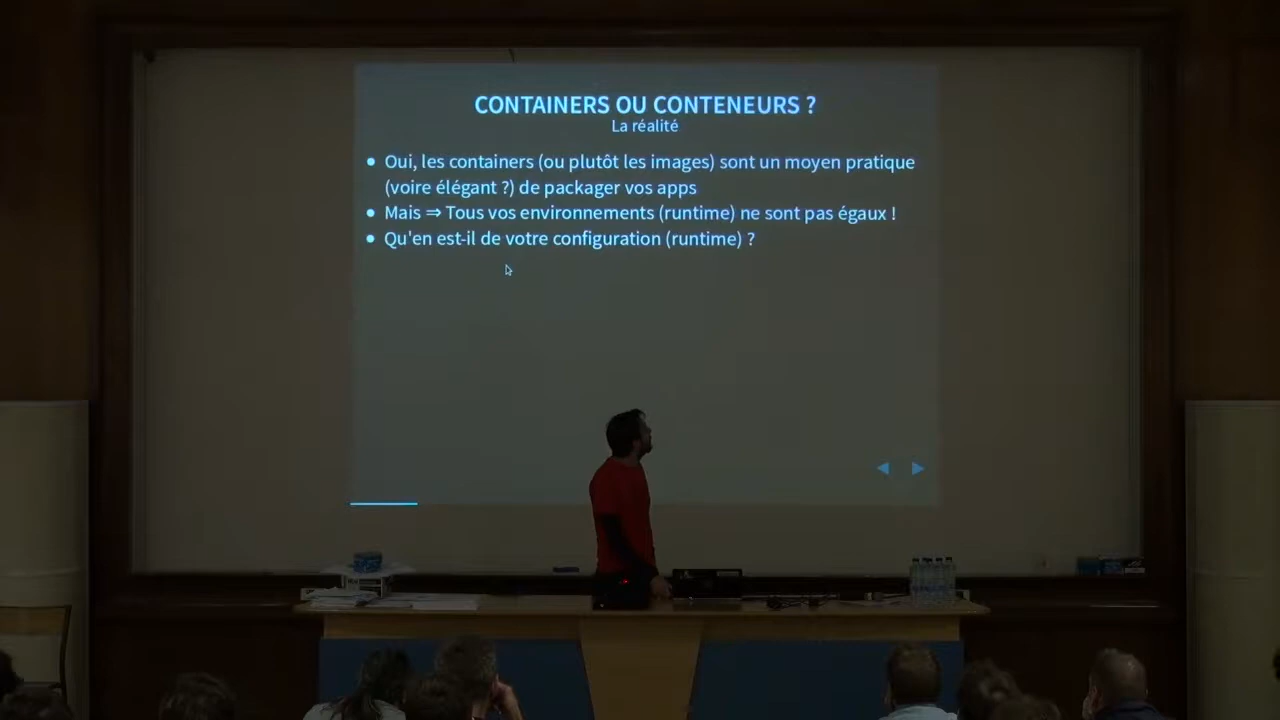 CONTAINERS OU CONTENEURS ?
La réalité
• Oui, les containers (ou plutôt les images) sont un moyen pratique
(voire élégant ?) de packager vos apps
• Mais ⇒ Tous vos environnements (runtime) ne sont pas égaux !
• Qu'en est-il de votre configuration (runtime) ?